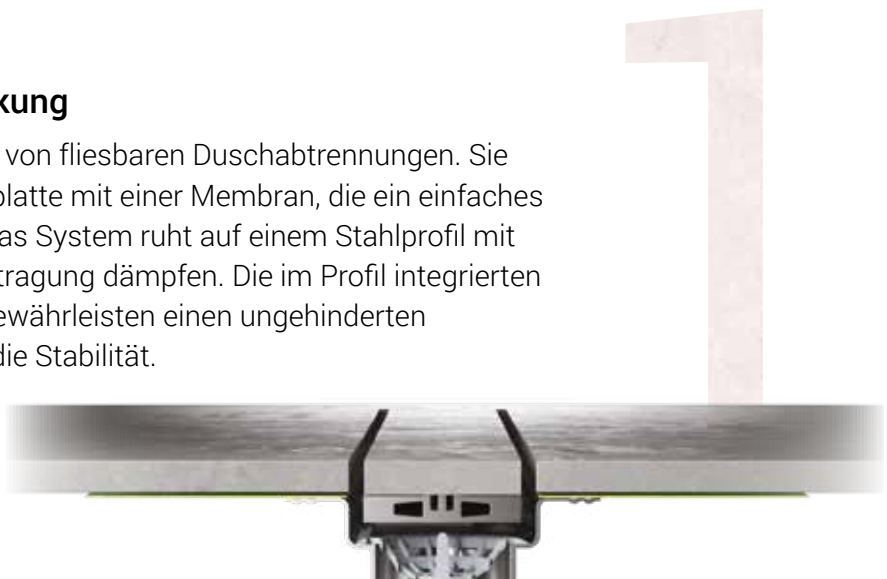 kung
von fliesbaren Duschabtrennungen. Sie
platte mit einer Membran, die ein einfaches
as System ruht auf einem Stahlprofil mit
tragung dämpfen. Die im Profil integrierten
ewährleisten einen ungehinderten
die Stabilität.
1